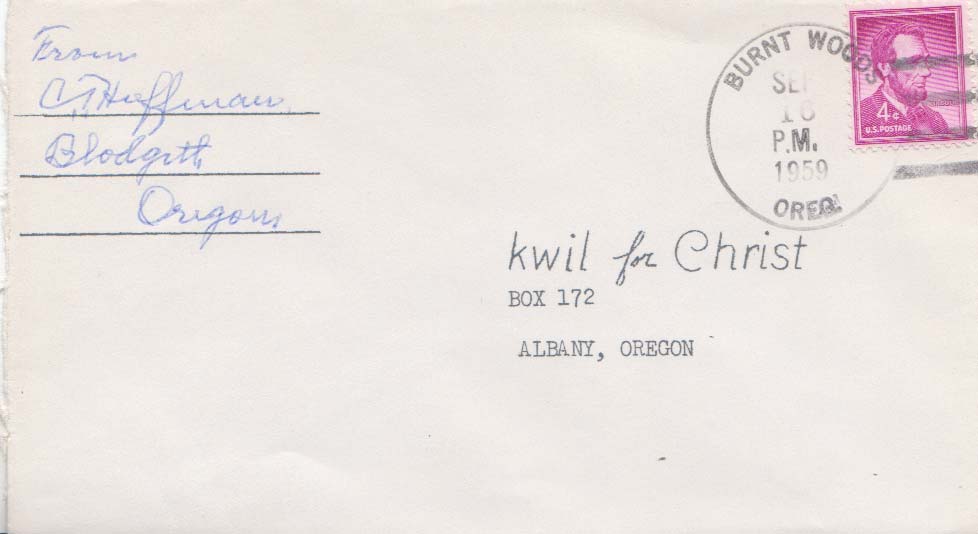 From
C. T. Huffman
Blodgett
Oregon
BURNT WOODS
SEP
16
P.M.
1959
OREG.
4¢
U.S. POSTAGE
LINCOLN
kwil for Christ
BOX 172
ALBANY, OREGON